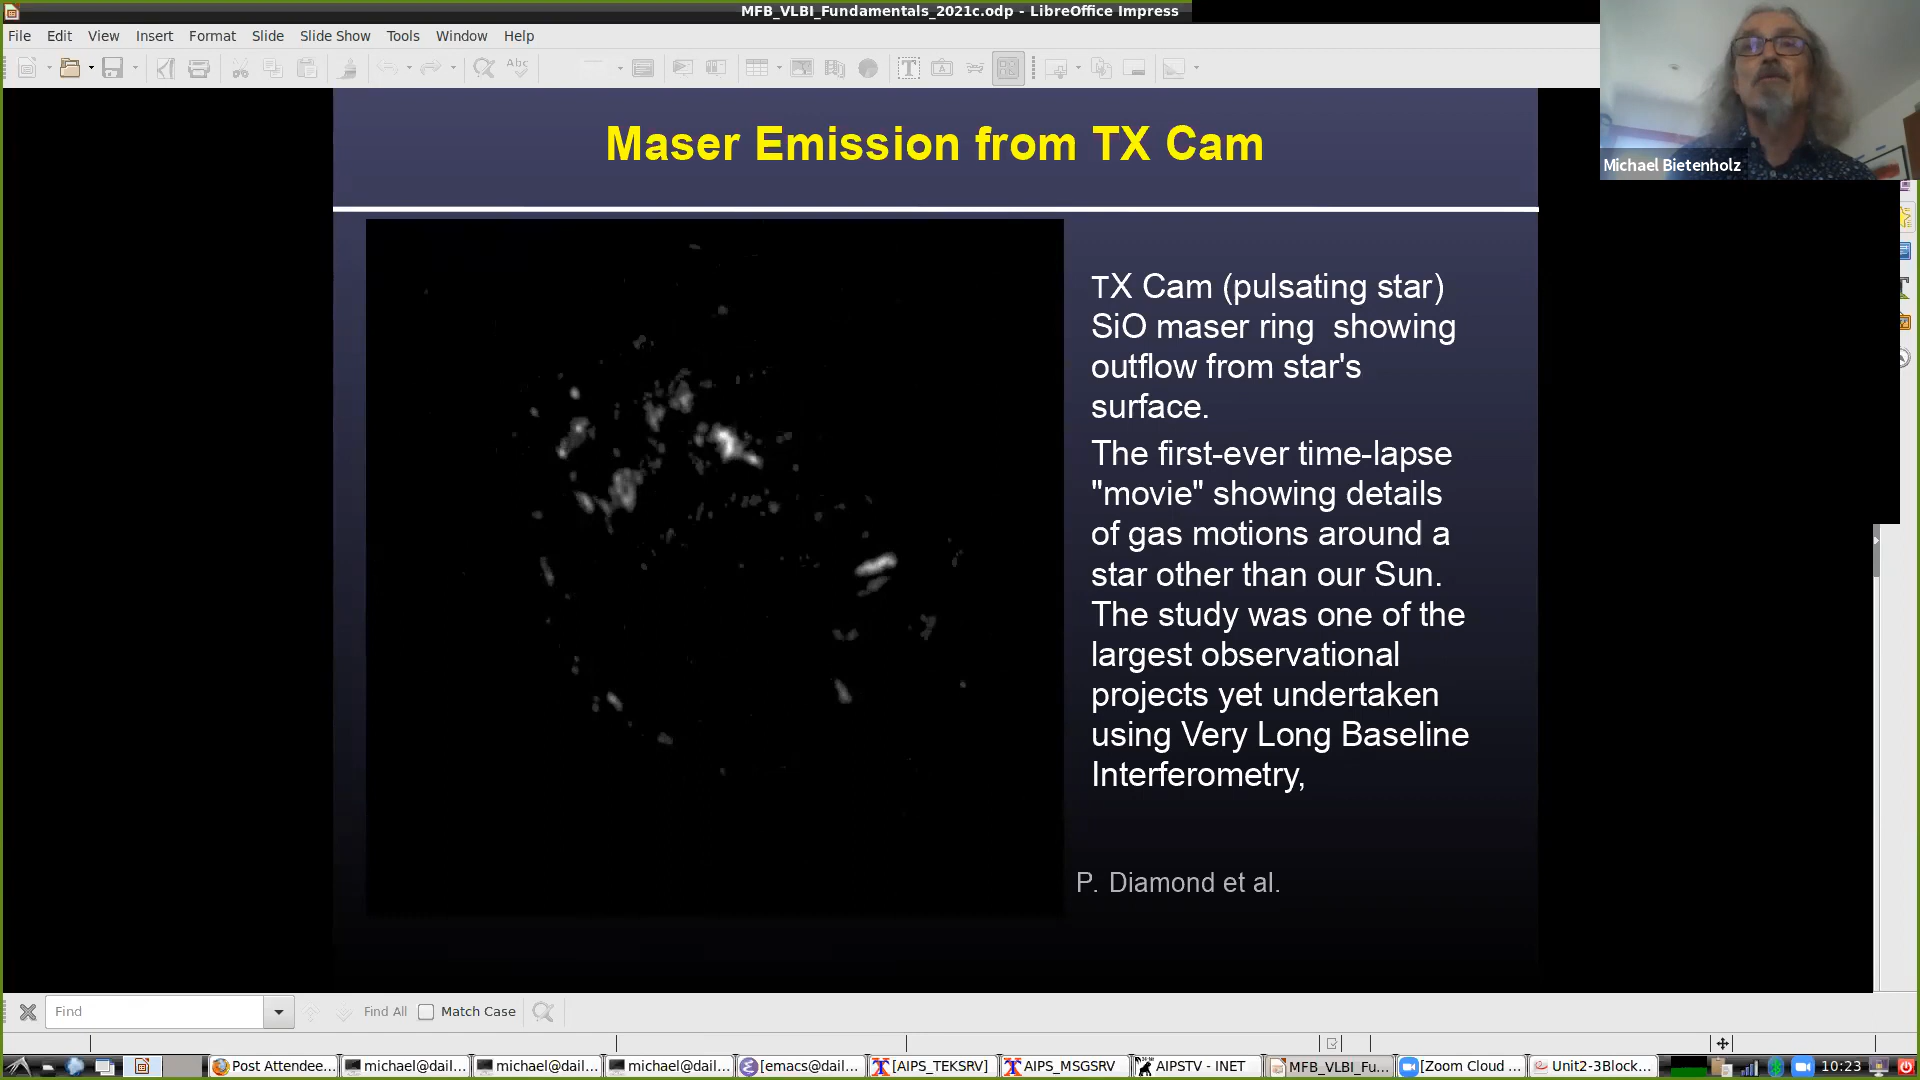 MFB_VLBI_Fundamentals_2021c.odp - LibreOffice Impress
File Edit View Insert Format Slide Slide Show Tools Window Help
Abc
Michael Bietenholz
Maser Emission from TX Cam
TX Cam (pulsating star)
SiO maser ring showing
outflow from star's
surface.
The first-ever time-lapse
"movie" showing details
of gas motions around a
star other than our Sun.
The study was one of the
largest observational
projects yet undertaken
using Very Long Baseline
Interferometry,
P. Diamond et al.
Find
Find All
Match Case
Post Attendee...
michael@dail...
michael@dail...
michael@dail...
[emacs@dail...
[AIPS_TEKSRV]
AIPS_MSGSRV
AIPSTV - INET
MFB_VLBI_Fu...
[Zoom Cloud ...
Unit2-3Block...
10:23